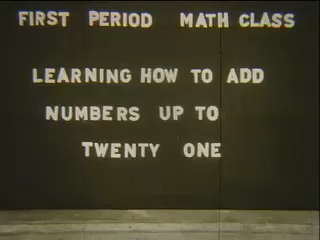 FIRST PERIOD MATH CLASS
LEARNING HOW TO ADD
NUMBERS UP TO
TWENTY ONE